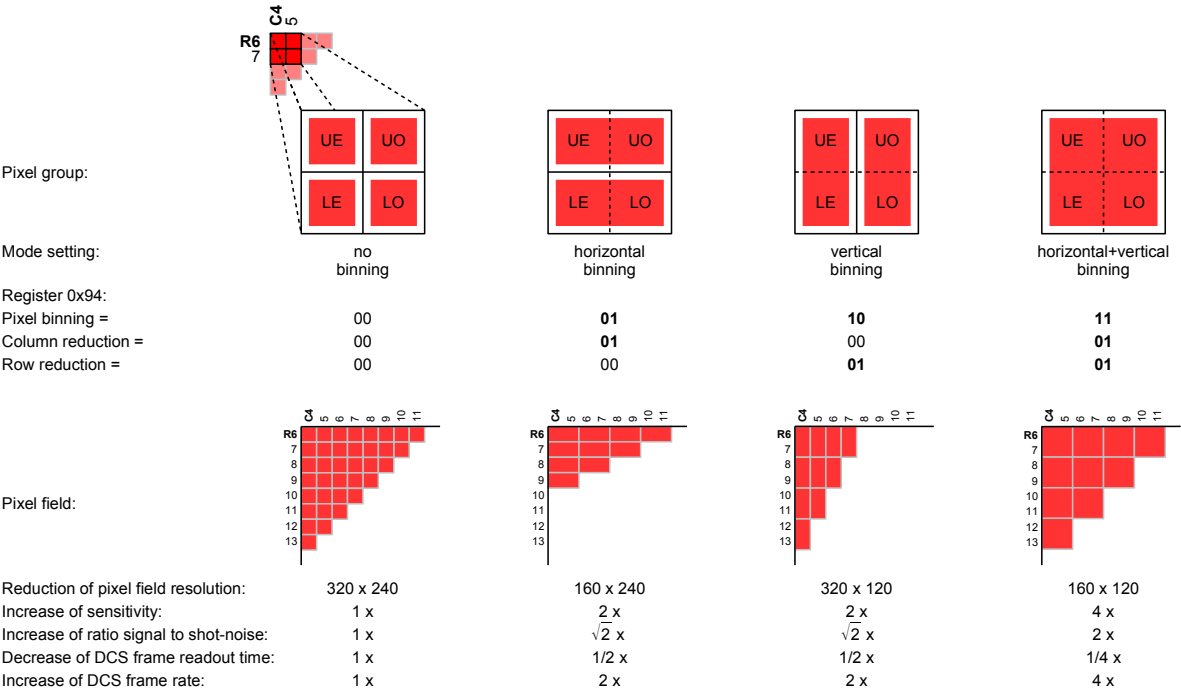 C4 5
R6
7
UE UO UE UO UE UO UE UO
Pixel group:
LE LO LE LO LE LO LE LO
Mode setting: no horizontal vertical horizontal+vertical
binning binning binning binning
Register 0x94:
Pixel binning = 00 01 10 11
Column reduction = 00 01 00 01
Row reduction = 00 00 01 01
C4 5 6 7 8 9 10 11 C4 5 6 7 8 9 10 11 C4 5 6 7 8 9 10 11 C4 5 6 7 8 9 10 11
R6 R6 R6 R6
7 7 7 7
8 8 8 8
9 9 9 9
10 10 10 10
Pixel field:
11 11 11 11
12 12 12 12
13 13 13 13
Reduction of pixel field resolution: 320 x 240 160 x 240 320 x 120 160 x 120
Increase of sensitivity: 1 x 2 x 2 x 4 x
Increase of ratio signal to shot-noise: 1 x √2 x √2 x 2 x
Decrease of DCS frame readout time: 1 x 1/2 x 1/2 x 1/4 x
Increase of DCS frame rate: 1 x 2 x 2 x 4 x